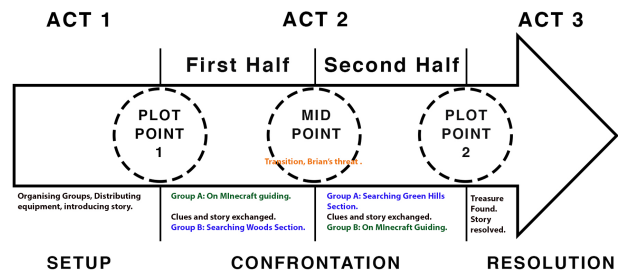 ACT 1
ACT 2
ACT 3
First Half
Second Half
PLOT
POINT
1
MID
POINT
PLOT
POINT
2
Transition, Brian's threat .
Organising Groups, Distributing
equipment, introducing story.
Group A: On MInecraft guiding.
Clues and story exchanged.
Group B: Searching Woods Section.
Group A: Searching Green Hills
Section.
Clues and story exchanged.
Group B: On MInecraft Guiding.
Treasure
Found.
Story
resolved.
SETUP
CONFRONTATION
RESOLUTION